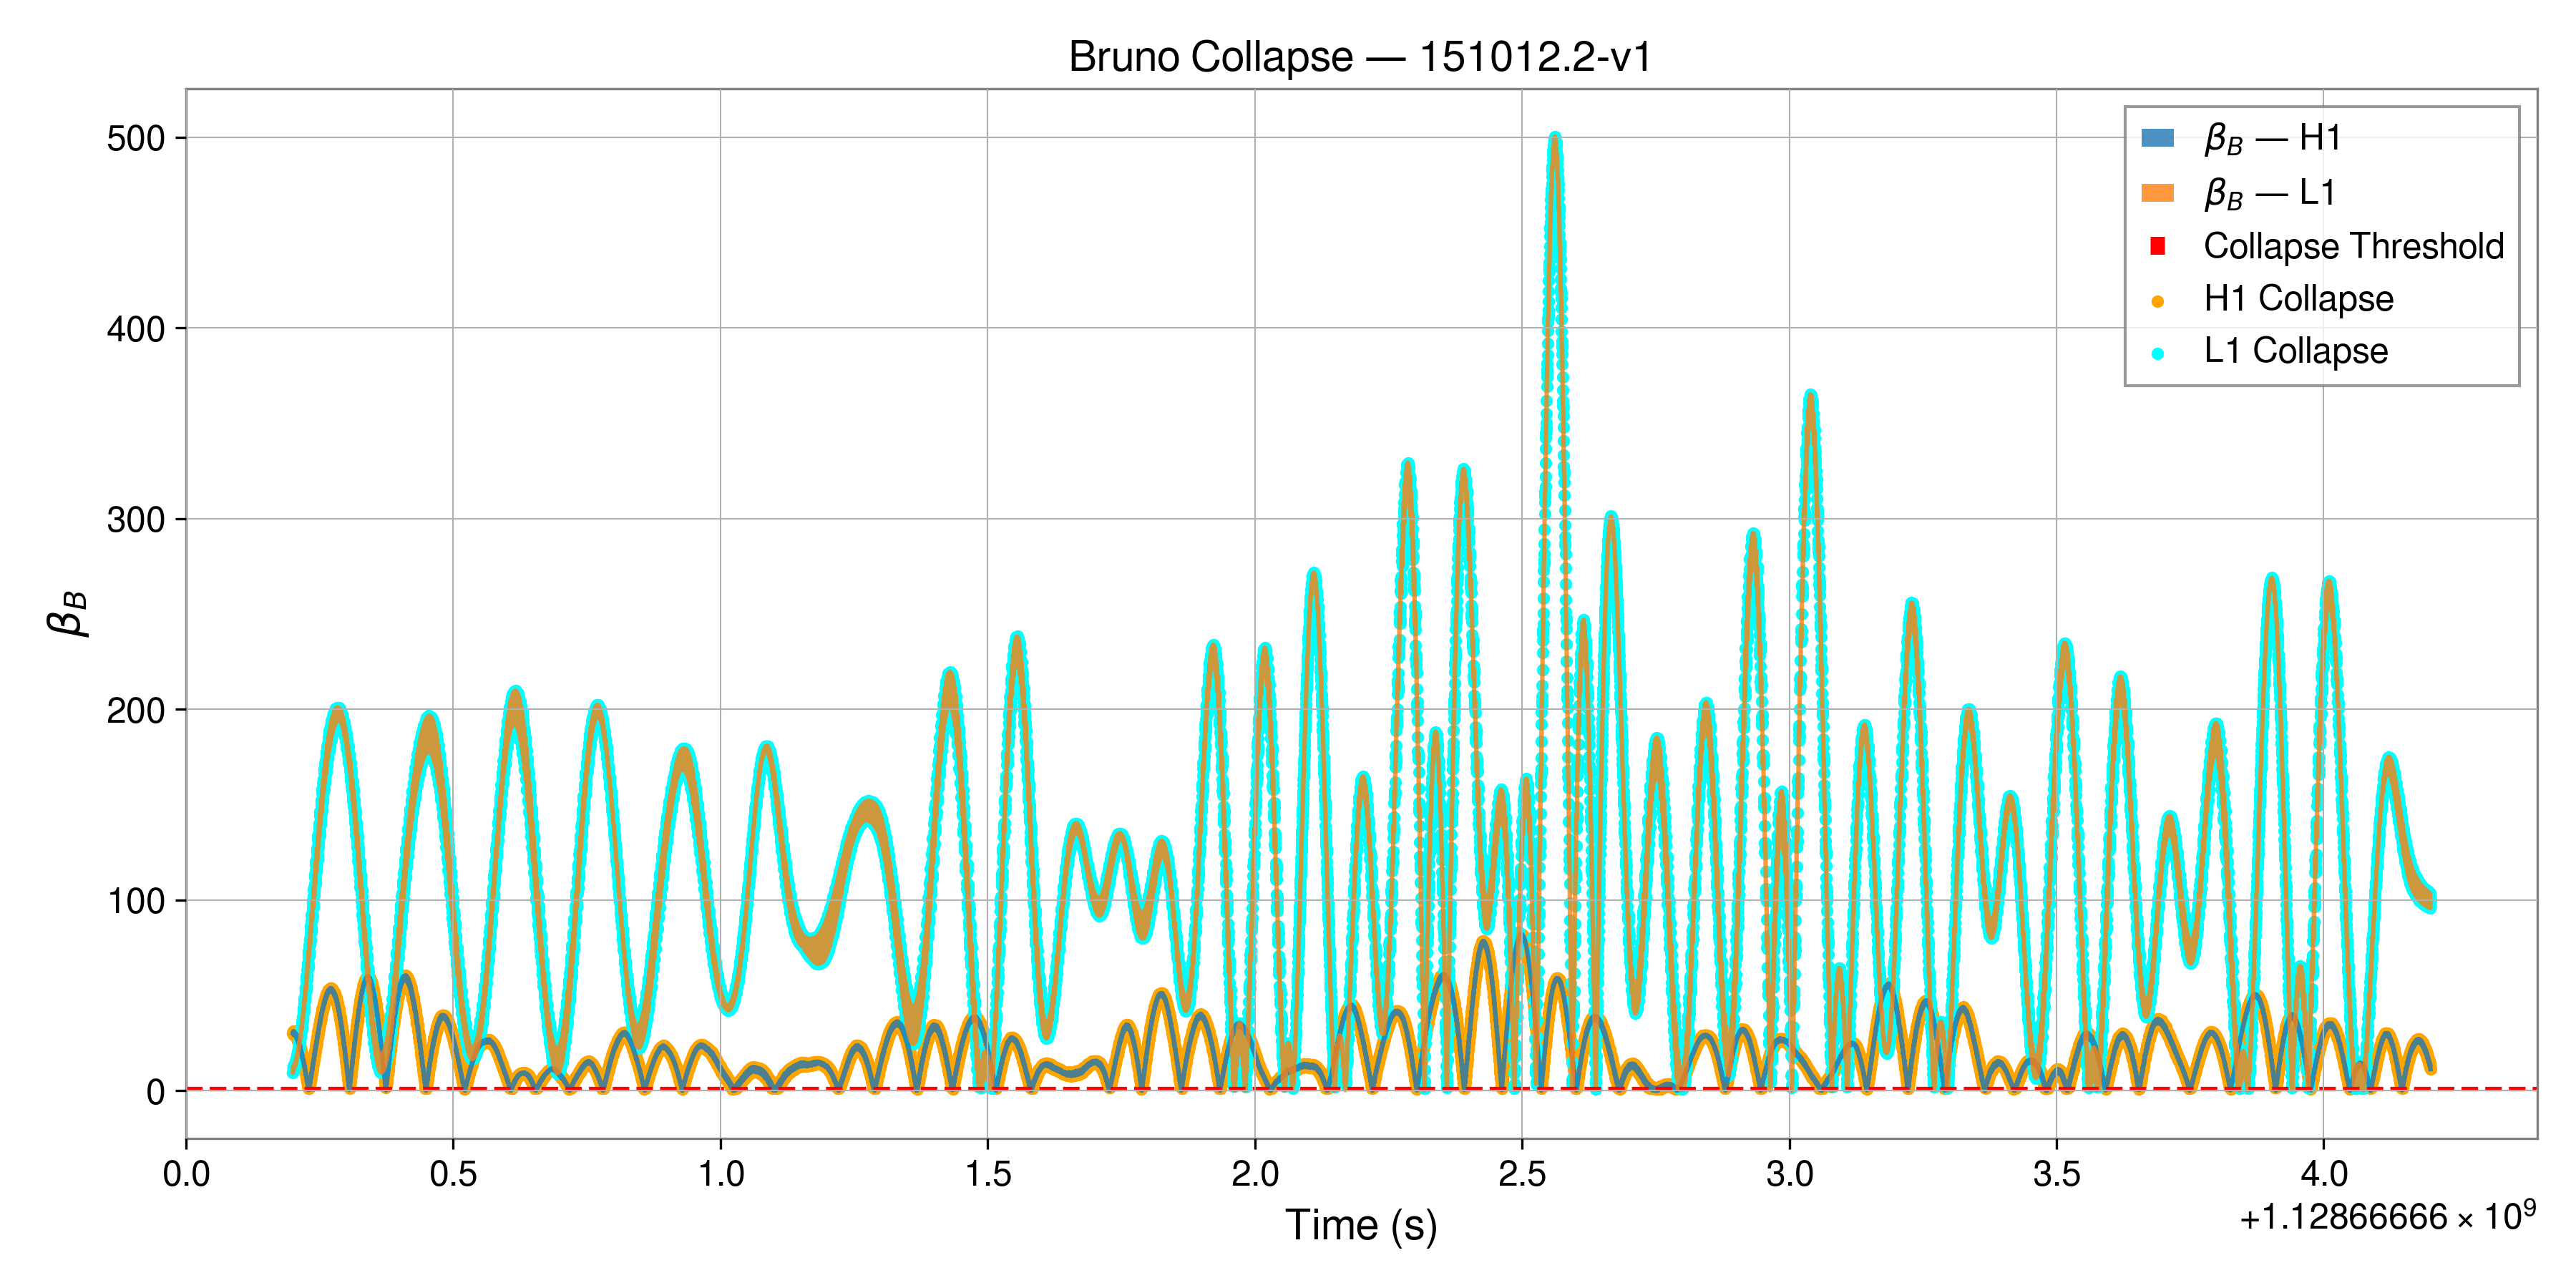 Bruno Collapse — 151012.2-v1
500
400
300
200
100
0
β_B
β_B — H1
β_B — L1
Collapse Threshold
H1 Collapse
L1 Collapse
0.0 0.5 1.0 1.5 2.0 2.5 3.0 3.5 4.0
Time (s)
+1.12866666 × 10⁹